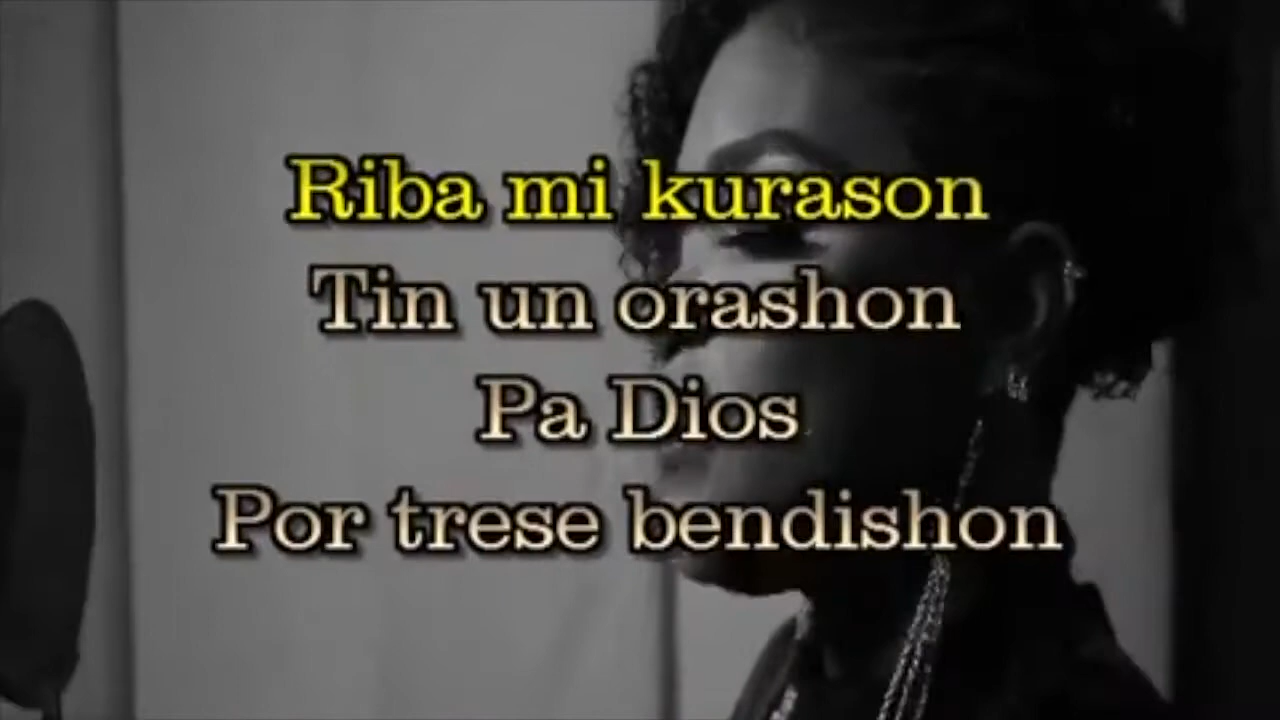 Riba mi kurason
Tin un orashon
Pa Dios
Por trese bendishon